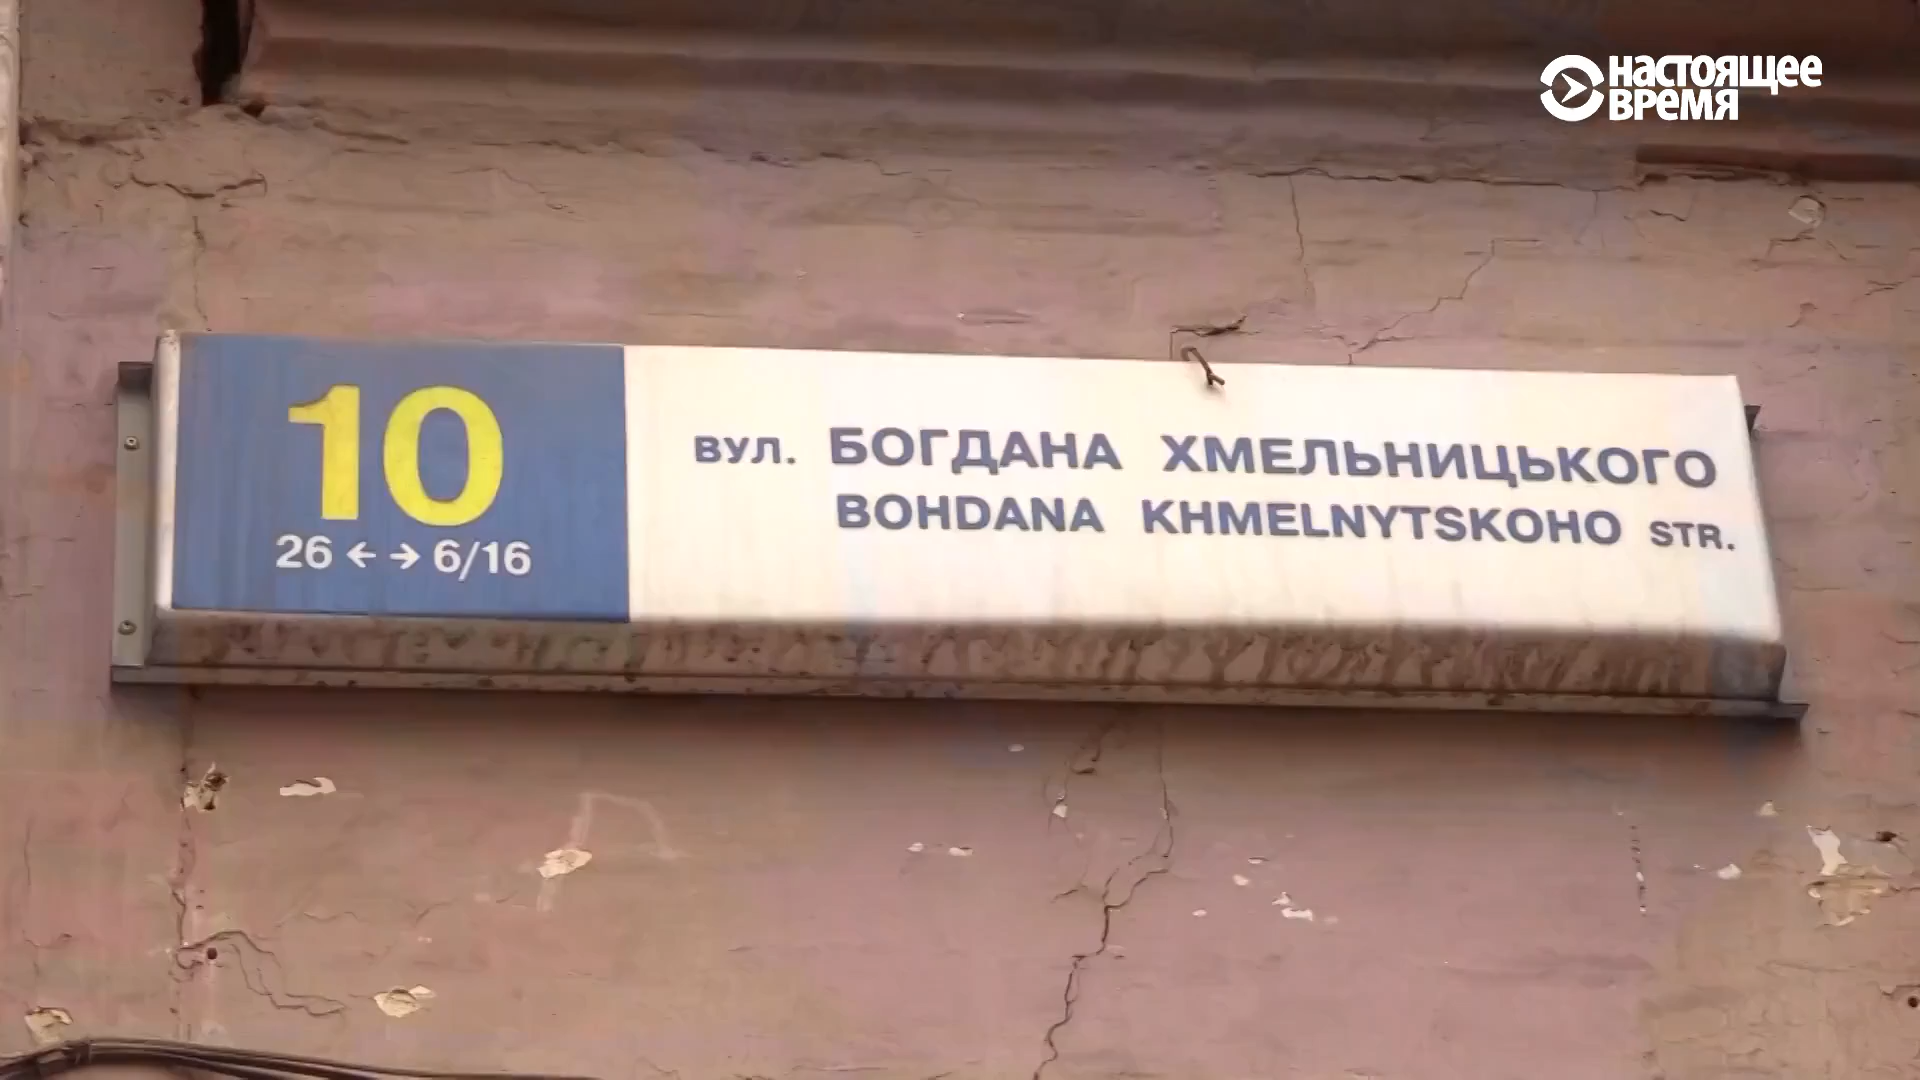 НАСТОЯЩЕЕ
ВРЕМЯ
10
26 ← → 6/16
ВУЛ. БОГДАНА ХМЕЛЬНИЦЬКОГО
BOHDANA KHMELNYTSKOHO STR.